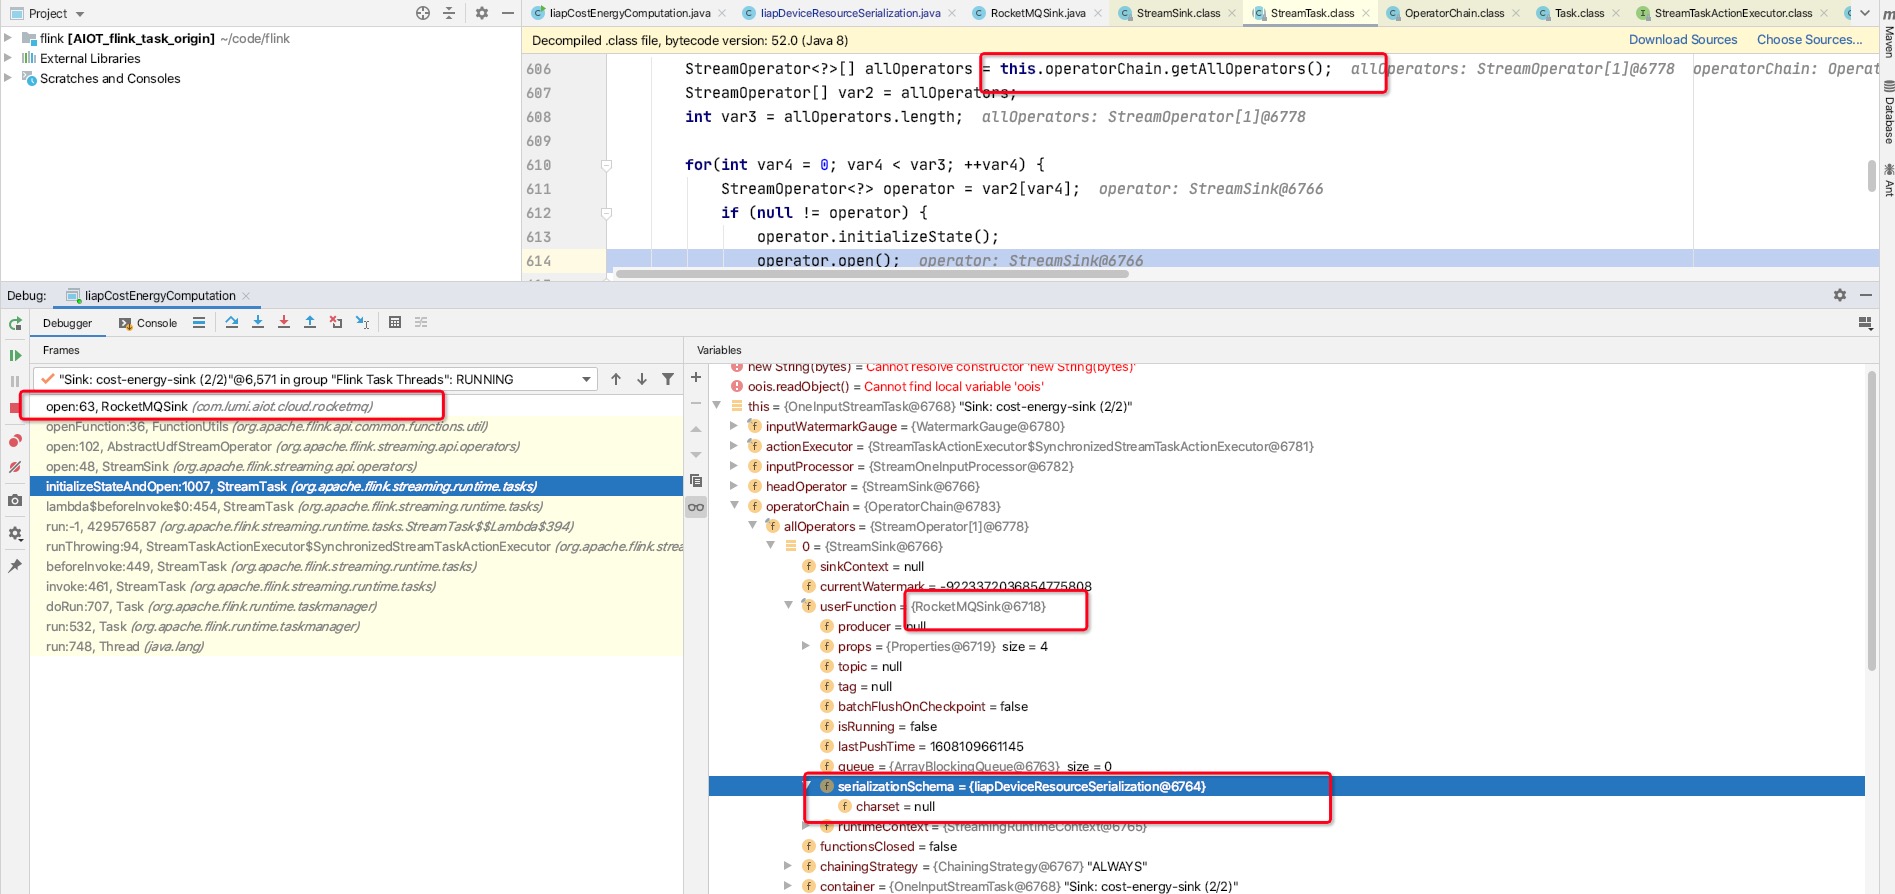 Project
flink [AIOT_flink_task_origin] ~/code/flink
External Libraries
Scratches and Consoles
IiapCostEnergyComputation.java
IiapDeviceResourceSerialization.java
RocketMQSink.java
StreamSink.class
StreamTask.class
OperatorChain.class
Task.class
StreamTaskActionExecutor.class
Decompiled .class file, bytecode version: 52.0 (Java 8)
Download Sources
Choose Sources...
606 StreamOperator<?>[] allOperators = this.operatorChain.getAllOperators(); allOperators: StreamOperator[1]@6778 operatorChain: Operat
607 StreamOperator[] var2 = allOperators;
608 int var3 = allOperators.length; allOperators: StreamOperator[1]@6778
609
610 for(int var4 = 0; var4 < var3; ++var4) {
611 StreamOperator<?> operator = var2[var4]; operator: StreamSink@6766
612 if (null != operator) {
613 operator.initializeState();
614 operator.open(); operator: StreamSink@6766
Maven
Database
Ant
Debug:
IiapCostEnergyComputation
Debugger
Console
Frames
"Sink: cost-energy-sink (2/2)"@6,571 in group "Flink Task Threads": RUNNING
open:63, RocketMQSink (com.lumi.aiot.cloud.rocketmq)
openFunction:36, FunctionUtils (org.apache.flink.api.common.functions.util)
open:102, AbstractUdfStreamOperator (org.apache.flink.streaming.api.operators)
open:48, StreamSink (org.apache.flink.streaming.api.operators)
initializeStateAndOpen:1007, StreamTask (org.apache.flink.streaming.runtime.tasks)
lambda$beforeInvoke$0:454, StreamTask (org.apache.flink.streaming.runtime.tasks)
run:-1, 429576587 (org.apache.flink.streaming.runtime.tasks.StreamTask$$Lambda$394)
runThrowing:94, StreamTaskActionExecutor$SynchronizedStreamTaskActionExecutor (org.apache.flink.strea
beforeInvoke:449, StreamTask (org.apache.flink.streaming.runtime.tasks)
invoke:461, StreamTask (org.apache.flink.streaming.runtime.tasks)
doRun:707, Task (org.apache.flink.runtime.taskmanager)
run:532, Task (org.apache.flink.runtime.taskmanager)
run:748, Thread (java.lang)
Variables
new String(bytes) = Cannot resolve constructor 'new String(bytes)'
oois.readObject() = Cannot find local variable 'oois'
this = {OneInputStreamTask@6768} "Sink: cost-energy-sink (2/2)"
inputWatermarkGauge = {WatermarkGauge@6780}
actionExecutor = {StreamTaskActionExecutor$SynchronizedStreamTaskActionExecutor@6781}
inputProcessor = {StreamOneInputProcessor@6782}
headOperator = {StreamSink@6766}
operatorChain = {OperatorChain@6783}
allOperators = {StreamOperator[1]@6778}
0 = {StreamSink@6766}
sinkContext = null
currentWatermark = -9223372036854775808
userFunction = {RocketMQSink@6718}
producer = null
props = {Properties@6719} size = 4
topic = null
tag = null
batchFlushOnCheckpoint = false
isRunning = false
lastPushTime = 1608109661145
queue = {ArrayBlockingQueue@6763} size = 0
serializationSchema = {IiapDeviceResourceSerialization@6764}
charset = null
runtimeContext = {StreamingRuntimeContext@6765}
functionsClosed = false
chainingStrategy = {ChainingStrategy@6767} "ALWAYS"
container = {OneInputStreamTask@6768} "Sink: cost-energy-sink (2/2)"